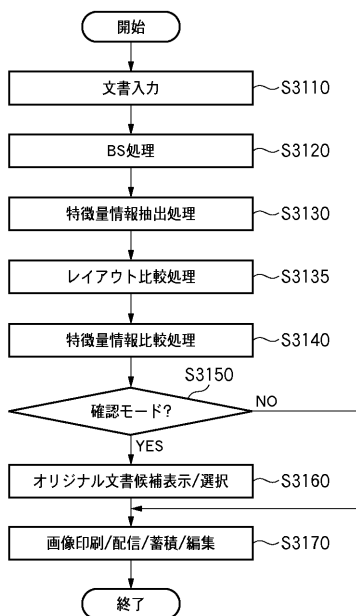 開始
文書入力 S3110
BS処理 S3120
特徴量情報抽出処理 S3130
レイアウト比較処理 S3135
特徴量情報比較処理 S3140
S3150
確認モード? NO
YES
オリジナル文書候補表示/選択 S3160
画像印刷/配信/蓄積/編集 S3170
終了